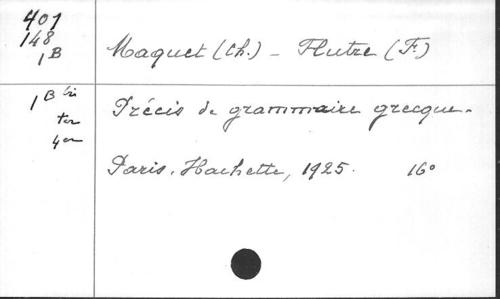 401
148
1B
Maquet (Ch.) - Flutre (F.)
1B bis
ter
4er
Précis de grammaire grecque.
Paris, Hachette, 1925. 16°